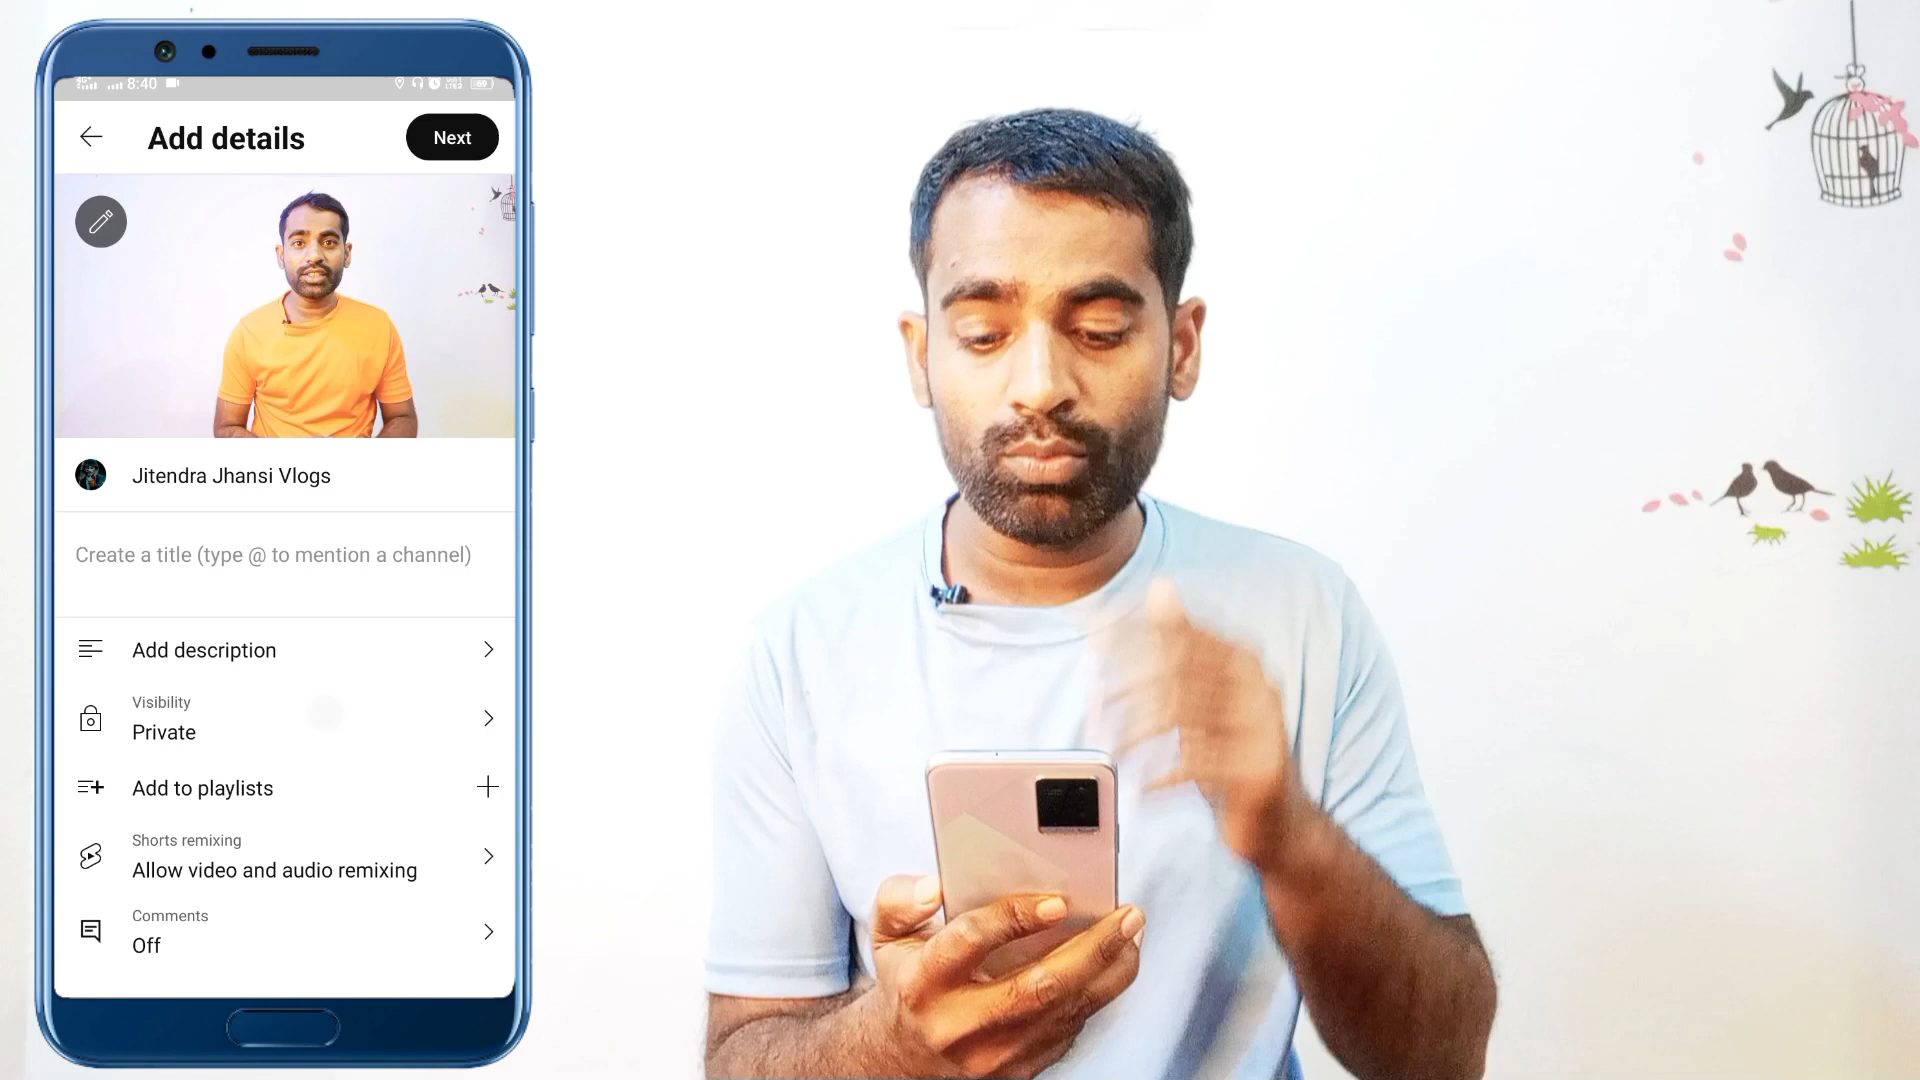 8:40
69
Add details
Next
Jitendra Jhansi Vlogs
Create a title (type @ to mention a channel)
Add description
Visibility
Private
Add to playlists
Shorts remixing
Allow video and audio remixing
Comments
Off